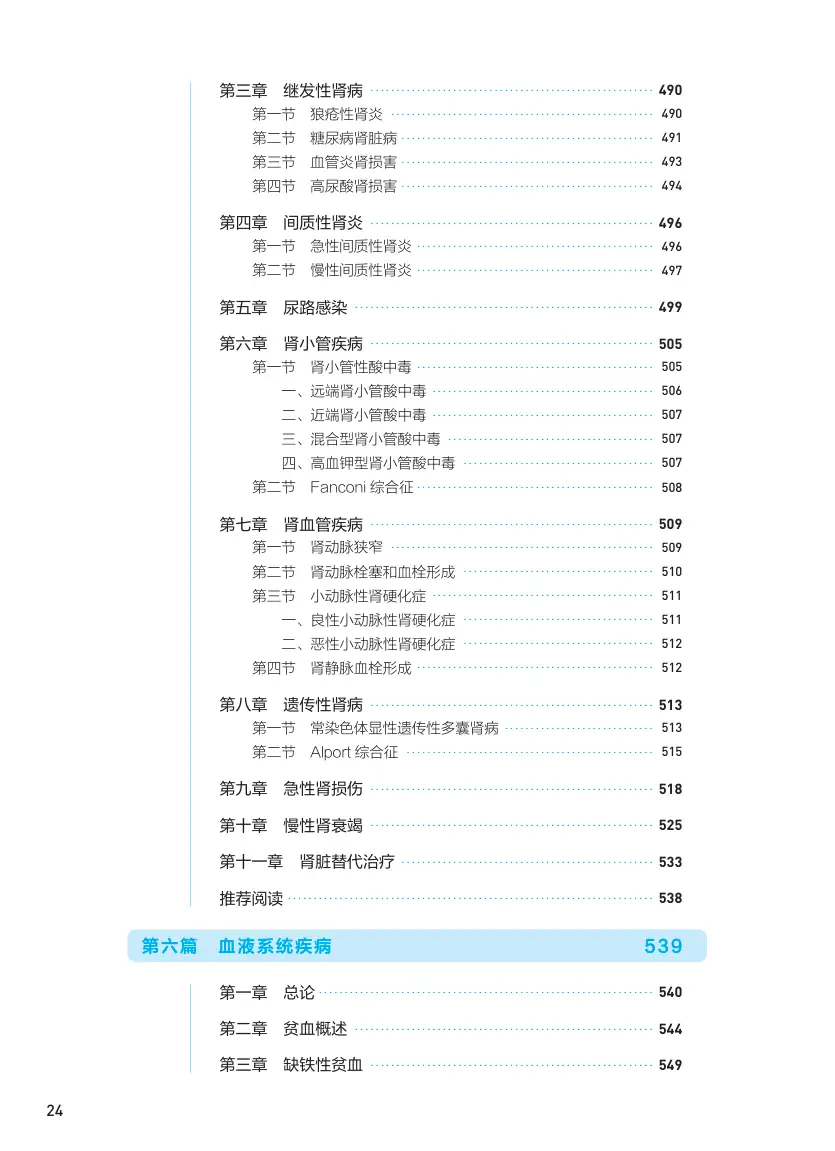 第三章 继发性肾病 490
第一节 狼疮性肾炎 490
第二节 糖尿病肾脏病 491
第三节 血管炎肾损害 493
第四节 高尿酸肾损害 494
第四章 间质性肾炎 496
第一节 急性间质性肾炎 496
第二节 慢性间质性肾炎 497
第五章 尿路感染 499
第六章 肾小管疾病 505
第一节 肾小管性酸中毒 505
一、远端肾小管酸中毒 506
二、近端肾小管酸中毒 507
三、混合型肾小管酸中毒 507
四、高血钾型肾小管酸中毒 507
第二节 Fanconi 综合征 508
第七章 肾血管疾病 509
第一节 肾动脉狭窄 509
第二节 肾动脉栓塞和血栓形成 510
第三节 小动脉性肾硬化症 511
一、良性小动脉性肾硬化症 511
二、恶性小动脉性肾硬化症 512
第四节 肾静脉血栓形成 512
第八章 遗传性肾病 513
第一节 常染色体显性遗传性多囊肾病 513
第二节 Alport 综合征 515
第九章 急性肾损伤 518
第十章 慢性肾衰竭 525
第十一章 肾脏替代治疗 533
推荐阅读 538
第六篇 血液系统疾病 539
第一章 总论 540
第二章 贫血概述 544
第三章 缺铁性贫血 549
24